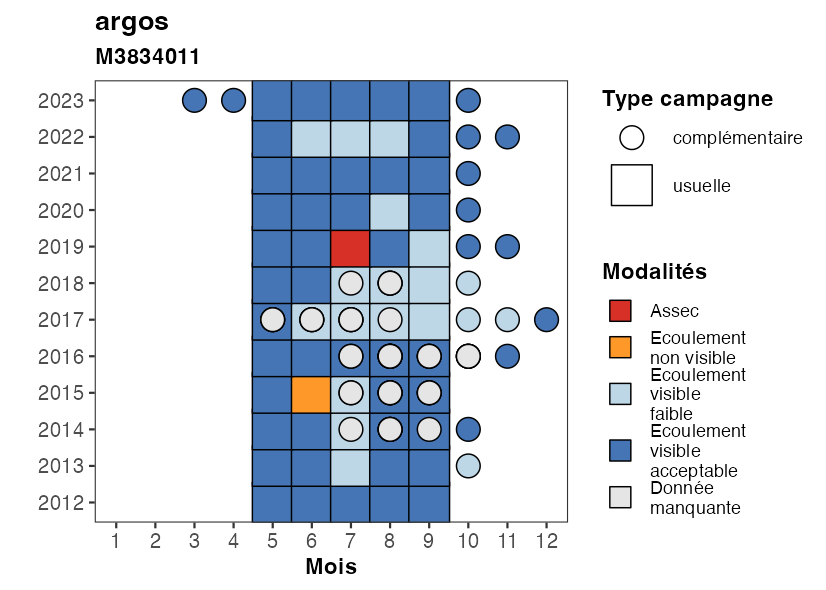 argos
M3834011
2023
2022
2021
2020
2019
2018
2017
2016
2015
2014
2013
2012
1 2 3 4 5 6 7 8 9 10 11 12
Mois
Type campagne
complémentaire
usuelle
Modalités
Assec
Ecoulement
non visible
Ecoulement
visible
faible
Ecoulement
visible
acceptable
Donnée
manquante